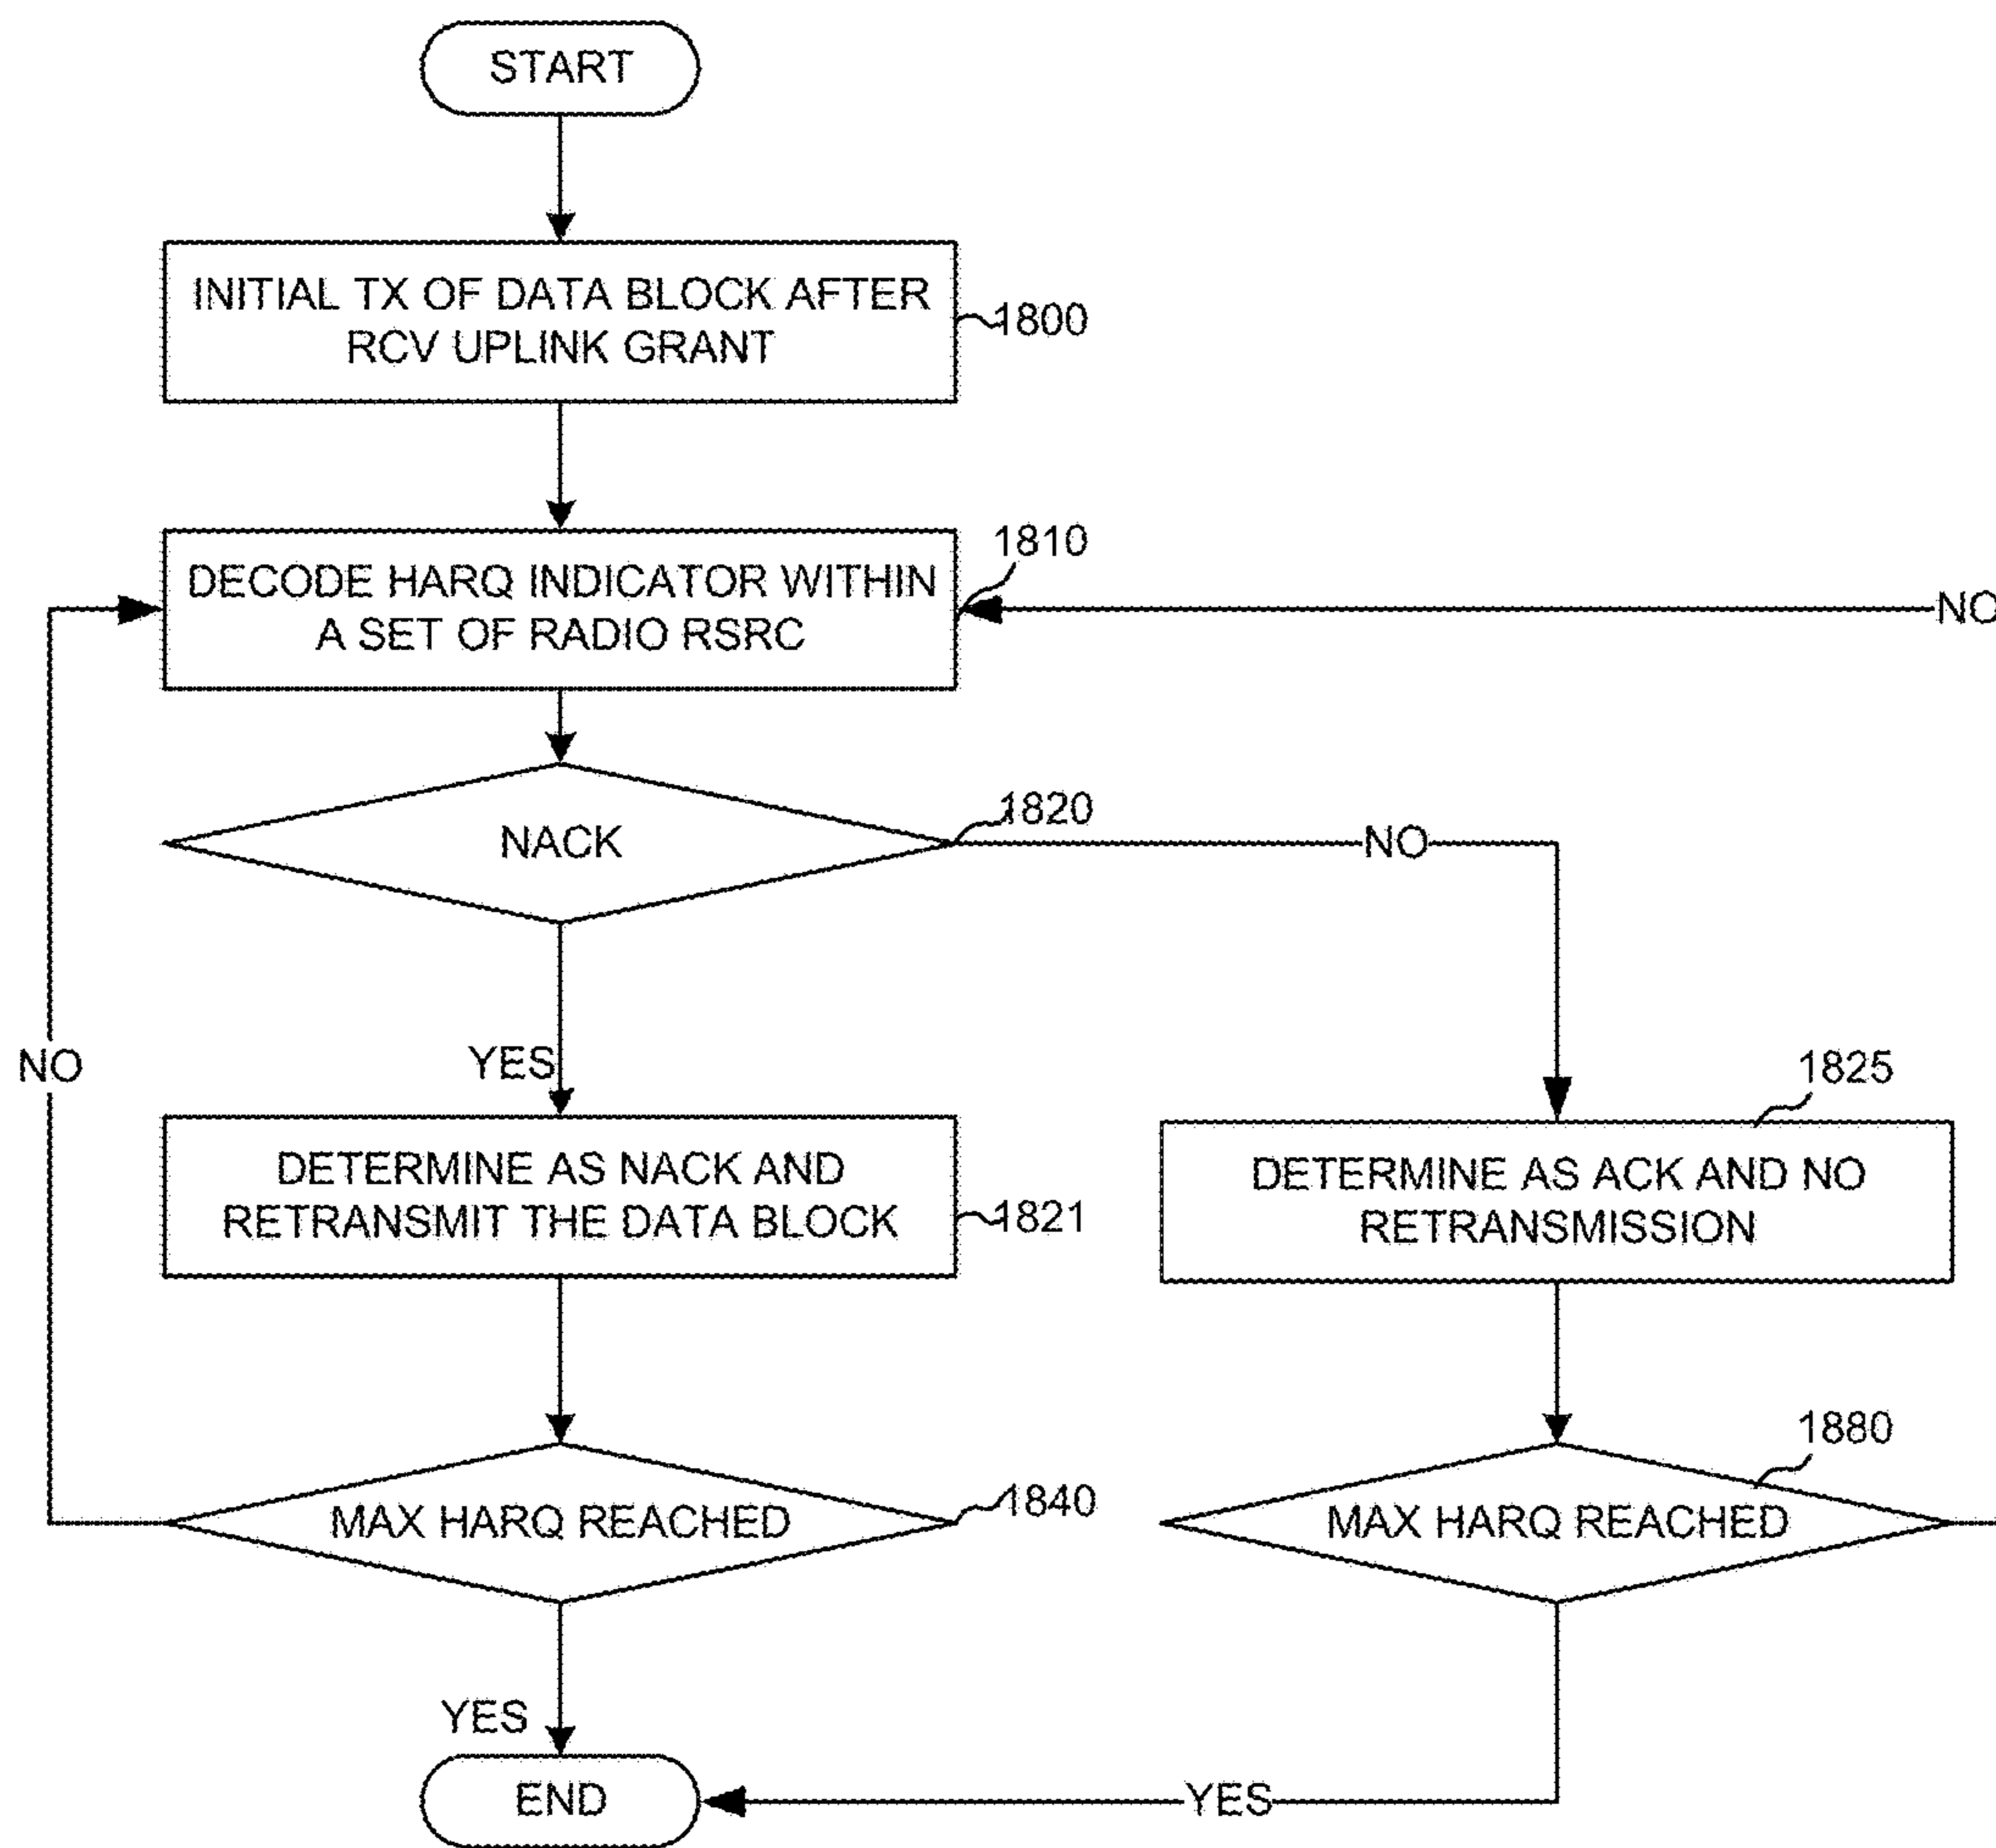 START
INITIAL TX OF DATA BLOCK AFTER
RCV UPLINK GRANT
1800
DECODE HARQ INDICATOR WITHIN
A SET OF RADIO RSRC
1810
NO
NACK
1820
NO
YES
NO
DETERMINE AS NACK AND
RETRANSMIT THE DATA BLOCK
1821
1825
DETERMINE AS ACK AND NO
RETRANSMISSION
MAX HARQ REACHED
1840
1880
MAX HARQ REACHED
YES
END
YES